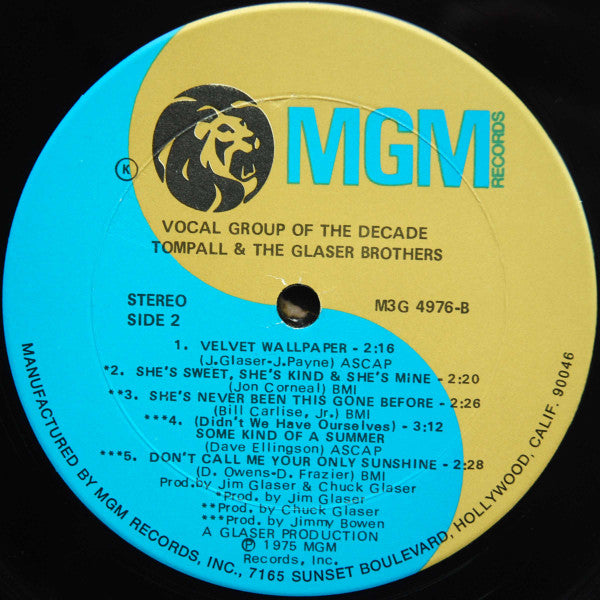 MGM
RECORDS
K
VOCAL GROUP OF THE DECADE
TOMPALL & THE GLASER BROTHERS
STEREO
SIDE 2
M3G 4976-B
1. VELVET WALLPAPER - 2:16
(J.Glaser-J.Payne) ASCAP
*2. SHE'S SWEET, SHE'S KIND & SHE'S MINE - 2:20
(Jon Corneal) BMI
**3. SHE'S NEVER BEEN THIS GONE BEFORE - 2:26
(Bill Carlise, Jr.) BMI
***4. (Didn't We Have Ourselves) - 3:12
SOME KIND OF A SUMMER
(Dave Ellingson) ASCAP
***5. DON'T CALL ME YOUR ONLY SUNSHINE - 2:28
(D. Owens-D. Frazier) BMI
Prod.by Jim Glaser & Chuck Glaser
*Prod. by Jim Glaser
**Prod. by Chuck Glaser
***Prod. by Jimmy Bowen
A GLASER PRODUCTION
Ⓟ 1975 MGM
Records, Inc.
MANUFACTURED BY MGM RECORDS, INC., 7165 SUNSET BOULEVARD, HOLLYWOOD, CALIF. 90046